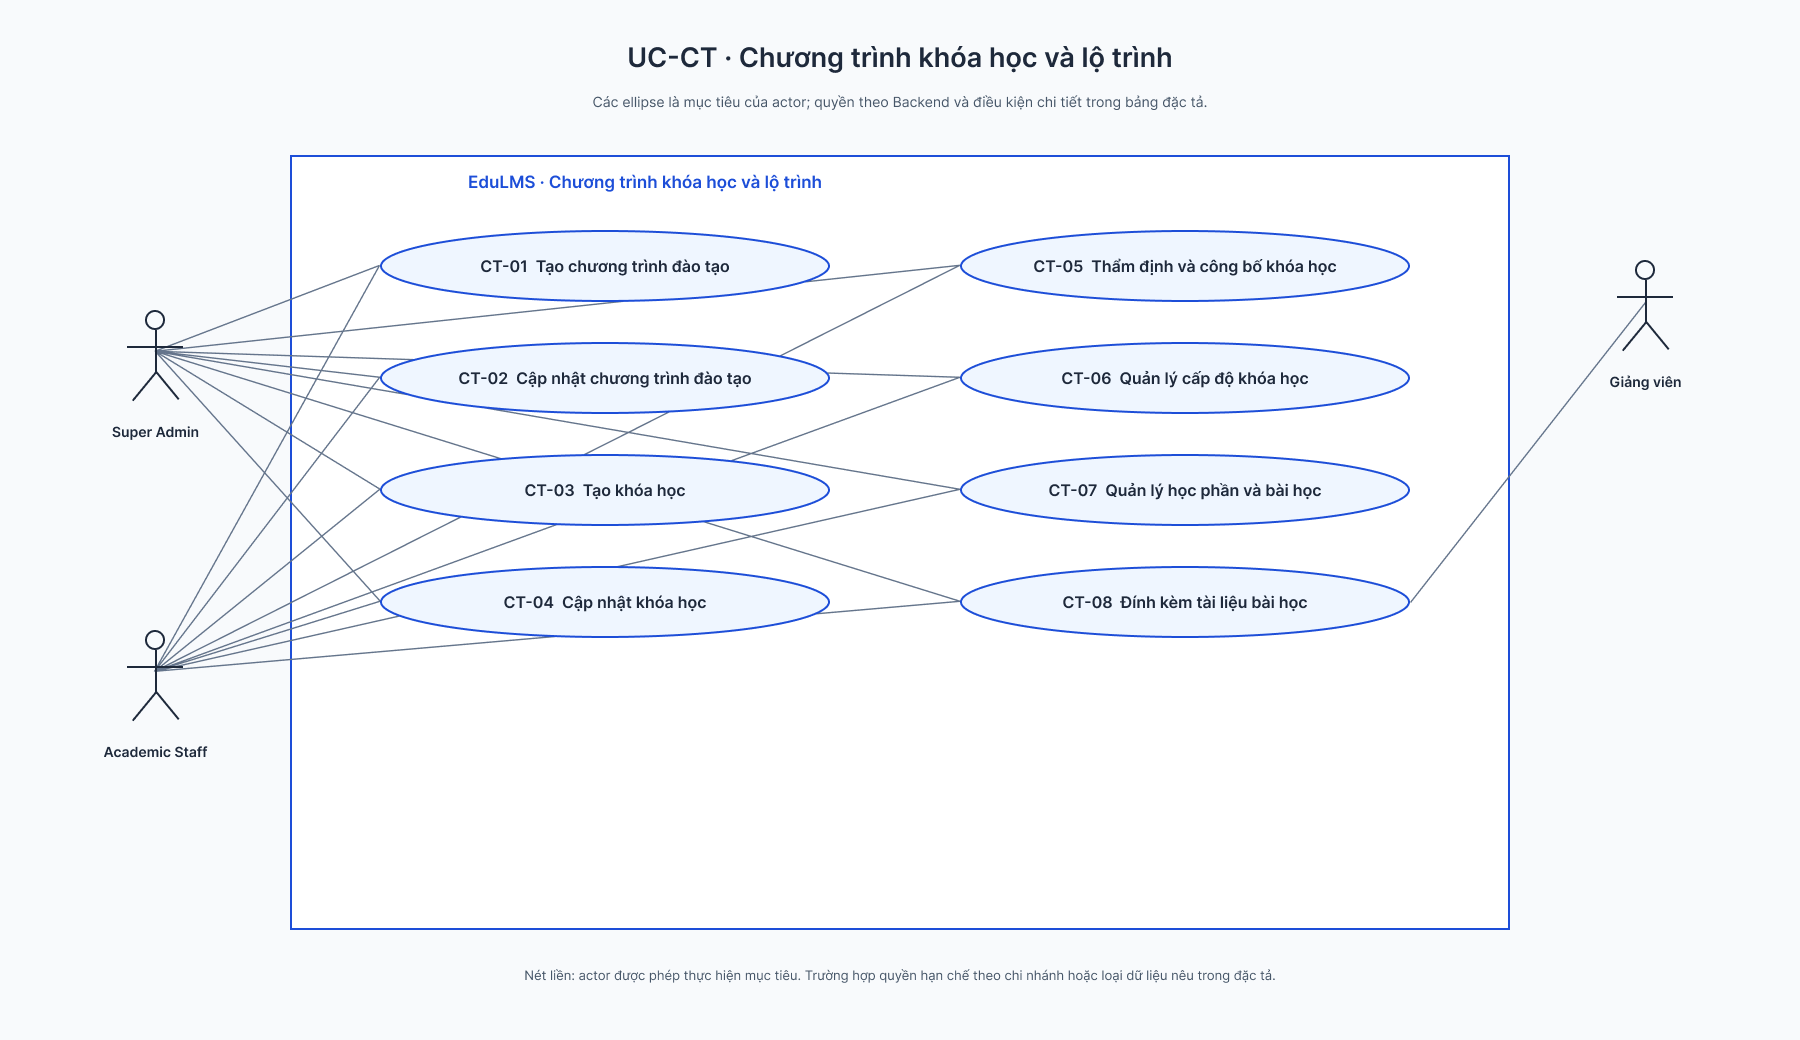 UC-CT · Chương trình khóa học và lộ trình
Các ellipse là mục tiêu của actor; quyền theo Backend và điều kiện chi tiết trong bảng đặc tả.
EduLMS · Chương trình khóa học và lộ trình
CT-01 Tạo chương trình đào tạo
CT-05 Thẩm định và công bố khóa học
CT-02 Cập nhật chương trình đào tạo
CT-06 Quản lý cấp độ khóa học
Giảng viên
Super Admin
CT-03 Tạo khóa học
CT-07 Quản lý học phần và bài học
CT-04 Cập nhật khóa học
CT-08 Đính kèm tài liệu bài học
Academic Staff
Nét liền: actor được phép thực hiện mục tiêu. Trường hợp quyền hạn chế theo chi nhánh hoặc loại dữ liệu nêu trong đặc tả.